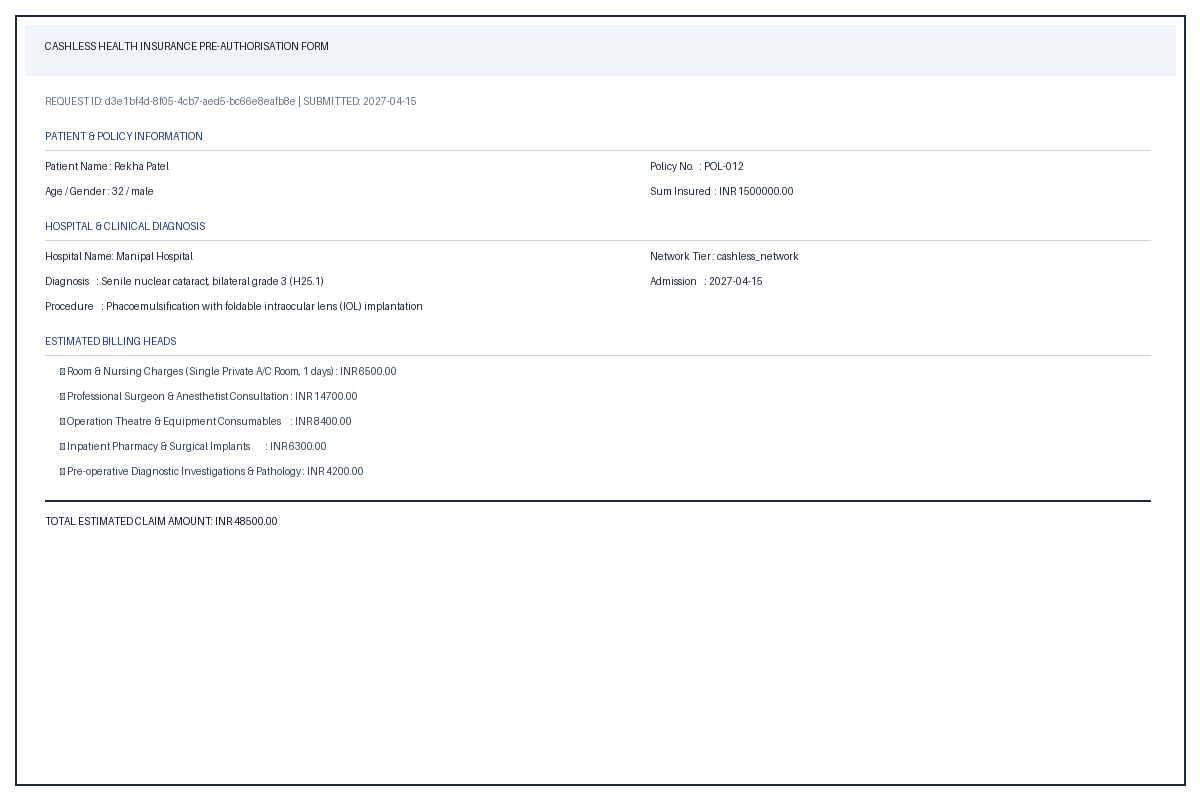 CASHLESS HEALTH INSURANCE PRE-AUTHORISATION FORM
REQUEST ID: d3e1bf4d-8f05-4cb7-aed5-bc66e8eafb8e | SUBMITTED: 2027-04-15
PATIENT & POLICY INFORMATION
Patient Name : Rekha Patel
Policy No. : POL-012
Age / Gender : 32 / male
Sum Insured : INR 1500000.00
HOSPITAL & CLINICAL DIAGNOSIS
Hospital Name: Manipal Hospital
Network Tier : cashless_network
Diagnosis : Senile nuclear cataract, bilateral grade 3 (H25.1)
Admission : 2027-04-15
Procedure : Phacoemulsification with foldable intraocular lens (IOL) implantation
ESTIMATED BILLING HEADS
Room & Nursing Charges (Single Private A/C Room, 1 days) : INR 6500.00
Professional Surgeon & Anesthetist Consultation : INR 14700.00
Operation Theatre & Equipment Consumables : INR 8400.00
Inpatient Pharmacy & Surgical Implants : INR 6300.00
Pre-operative Diagnostic Investigations & Pathology : INR 4200.00
TOTAL ESTIMATED CLAIM AMOUNT: INR 48500.00